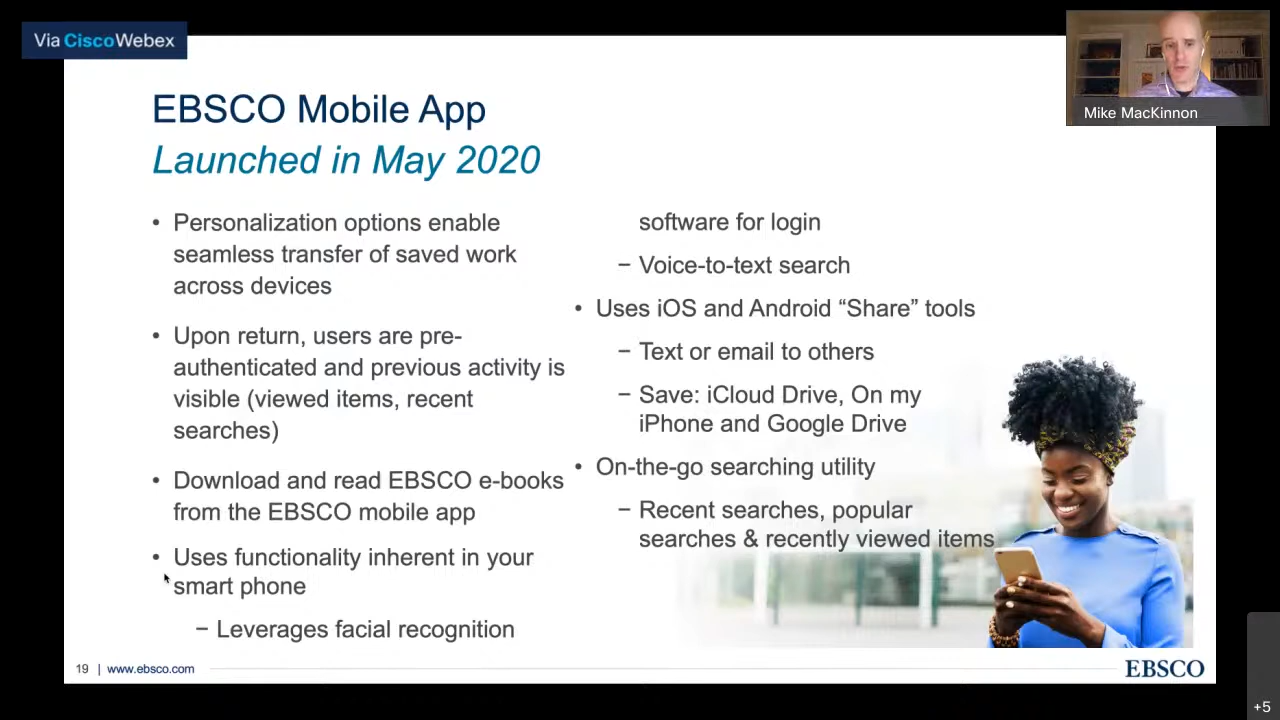 Via CiscoWebex
Mike MacKinnon
EBSCO Mobile App
Launched in May 2020
• Personalization options enable
seamless transfer of saved work
across devices
• Upon return, users are pre-
authenticated and previous activity is
visible (viewed items, recent
searches)
• Download and read EBSCO e-books
from the EBSCO mobile app
• Uses functionality inherent in your
smart phone
− Leverages facial recognition
software for login
− Voice-to-text search
• Uses iOS and Android “Share” tools
− Text or email to others
− Save: iCloud Drive, On my
iPhone and Google Drive
• On-the-go searching utility
− Recent searches, popular
searches & recently viewed items
19 | www.ebsco.com
EBSCO
+5